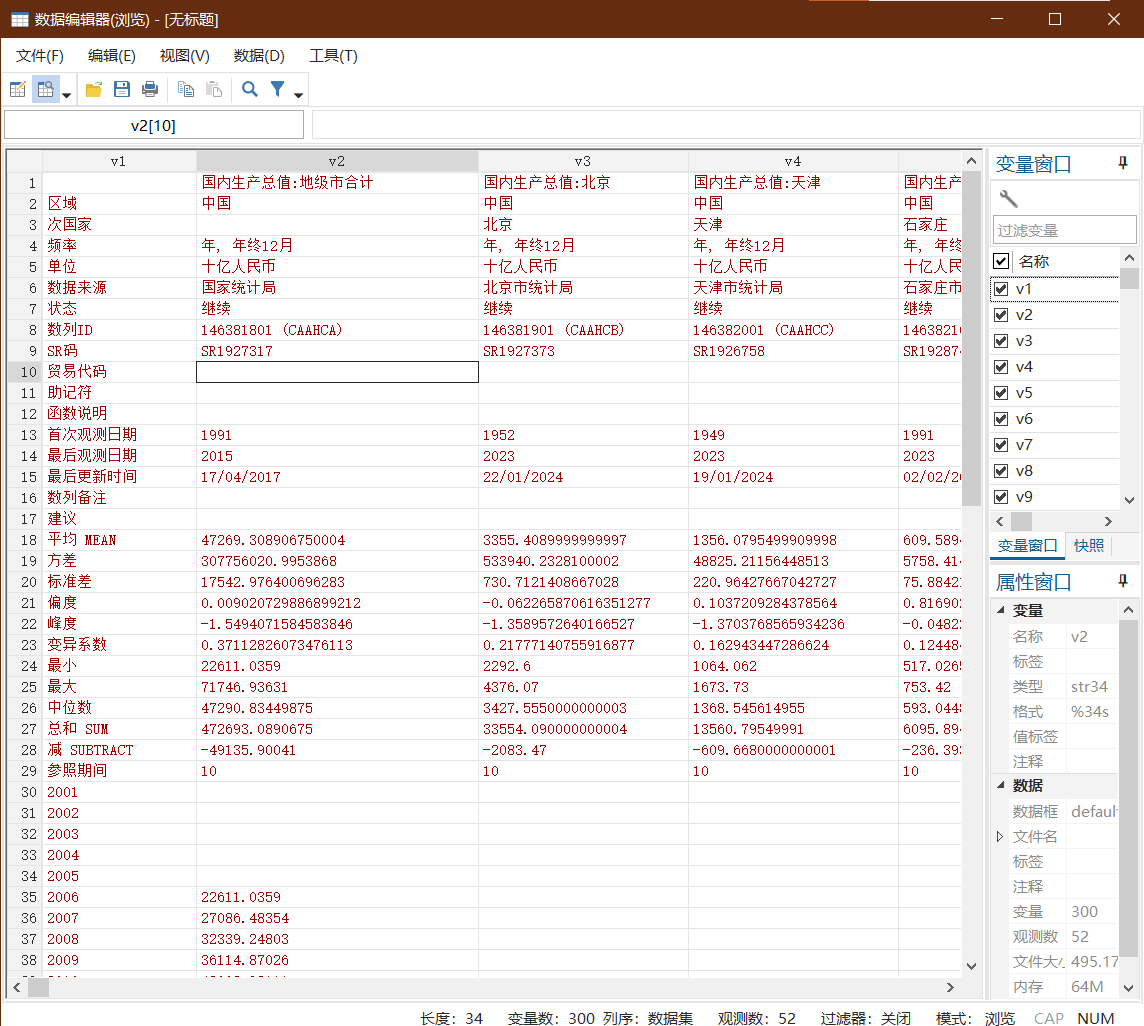 数据编辑器(浏览) - [无标题]
文件(F) 编辑(E) 视图(V) 数据(D) 工具(T)
v2[10]
v1 v2 v3 v4
1 国内生产总值:地级市合计 国内生产总值:北京 国内生产总值:天津 国内生产
2 区域 中国 中国 中国 中国
3 次国家 北京 天津 石家庄
4 频率 年, 年终12月 年, 年终12月 年, 年终12月 年, 年终
5 单位 十亿人民币 十亿人民币 十亿人民币 十亿人民
6 数据来源 国家统计局 北京市统计局 天津市统计局 石家庄市
7 状态 继续 继续 继续 继续
8 数列ID 146381801 (CAAHCA) 146381901 (CAAHCB) 146382001 (CAAHCC) 14638210
9 SR码 SR1927317 SR1927373 SR1926758 SR19287
10 贸易代码
11 助记符
12 函数说明
13 首次观测日期 1991 1952 1949 1991
14 最后观测日期 2015 2023 2023 2023
15 最后更新时间 17/04/2017 22/01/2024 19/01/2024 02/02/20
16 数列备注
17 建议
18 平均 MEAN 47269.308906750004 3355.4089999999997 1356.0795499909998 609.589
19 方差 307756020.9953868 533940.2328100002 48825.21156448513 5758.41
20 标准差 17542.976400696283 730.7121408667028 220.96427667042727 75.8842
21 偏度 0.009020729886899212 -0.062265870616351277 0.1037209284378564 0.81690
22 峰度 -1.5494071584583846 -1.3589572640166527 -1.3703768565934236 -0.0482
23 变异系数 0.37112826073476113 0.21777140755916877 0.162943447286624 0.12448
24 最小 22611.0359 2292.6 1064.062 517.026
25 最大 71746.93631 4376.07 1673.73 753.42
26 中位数 47290.83449875 3427.5550000000003 1368.545614955 593.044
27 总和 SUM 472693.0890675 33554.090000000004 13560.79549991 6095.89
28 减 SUBTRACT -49135.90041 -2083.47 -609.6680000000001 -236.39
29 参照期间 10 10 10 10
30 2001
31 2002
32 2003
33 2004
34 2005
35 2006 22611.0359
36 2007 27086.48354
37 2008 32339.24803
38 2009 36114.87026
变量窗口
过滤变量
名称
v1
v2
v3
v4
v5
v6
v7
v8
v9
变量窗口 快照
属性窗口
变量
名称 v2
标签
类型 str34
格式 %34s
值标签
注释
数据
数据框 defaul
文件名
标签
注释
变量 300
观测数 52
文件大小 495.17
内存 64M
长度: 34 变量数: 300 列序: 数据集 观测数: 52 过滤器: 关闭 模式: 浏览 CAP NUM